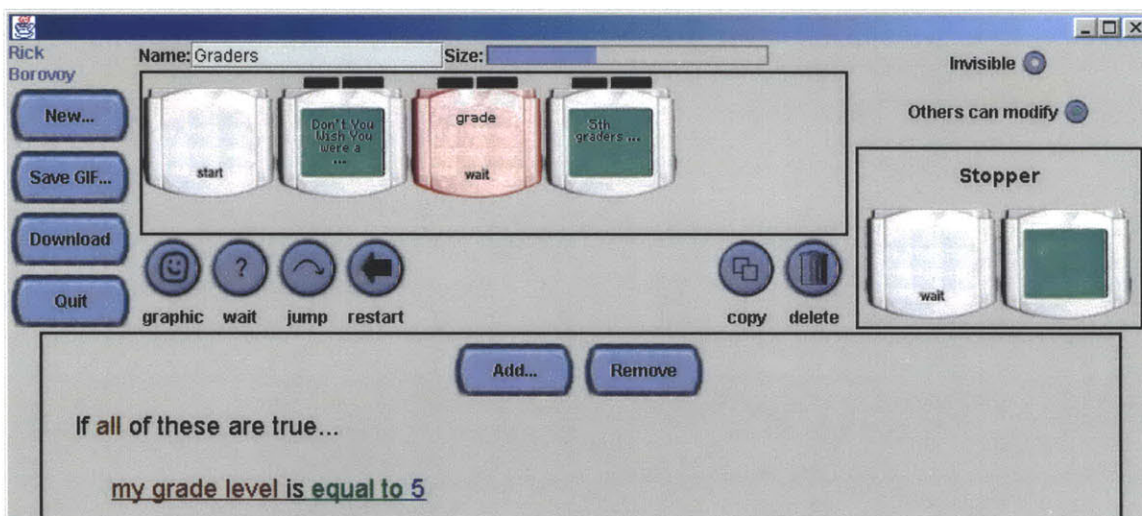 Rick
Borovoy
Name: Graders
Size:
Invisible
Others can modify
New...
Save GIF...
Download
Quit
start
Don't You
Wish You
were a
...
grade
wait
5th
graders ...
Stopper
wait
graphic
wait
jump
restart
copy
delete
Add...
Remove
If all of these are true...
my grade level is equal to 5